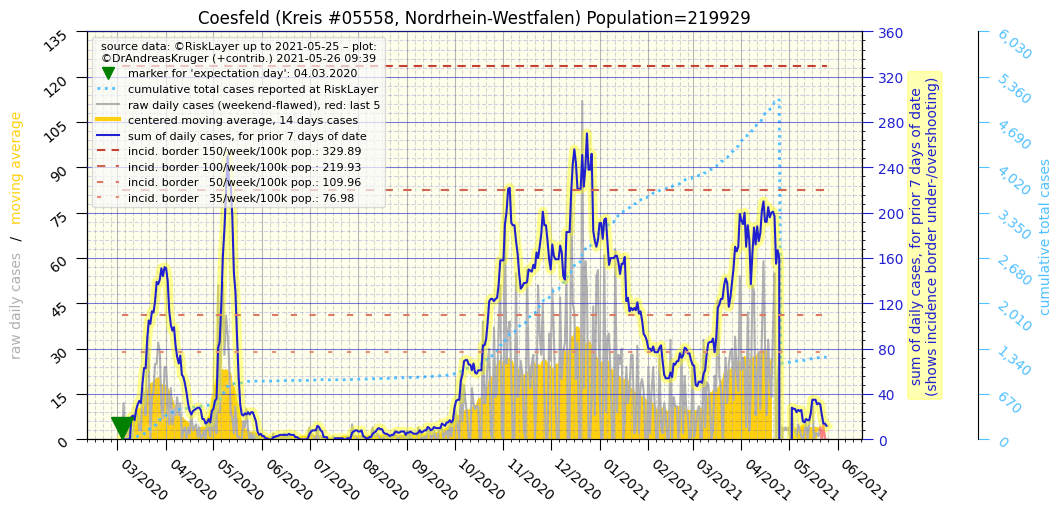 Coesfeld (Kreis #05558, Nordrhein-Westfalen) Population=219929
source data: ©RiskLayer up to 2021-05-25 – plot:
©DrAndreasKruger (+contrib.) 2021-05-26 09:39
marker for 'expectation day': 04.03.2020
cumulative total cases reported at RiskLayer
raw daily cases (weekend-flawed), red: last 5
centered moving average, 14 days cases
sum of daily cases, for prior 7 days of date
incid. border 150/week/100k pop.: 329.89
incid. border 100/week/100k pop.: 219.93
incid. border 50/week/100k pop.: 109.96
incid. border 35/week/100k pop.: 76.98
raw daily cases / moving average
135
120
105
90
75
60
45
30
15
0
03/2020
04/2020
05/2020
06/2020
07/2020
08/2020
09/2020
10/2020
11/2020
12/2020
01/2021
02/2021
03/2021
04/2021
05/2021
06/2021
360
320
280
240
200
160
120
80
40
0
sum of daily cases, for prior 7 days of date
(shows incidence border under-/overshooting)
6,030
5,360
4,690
4,020
3,350
2,680
2,010
1,340
670
0
cumulative total cases